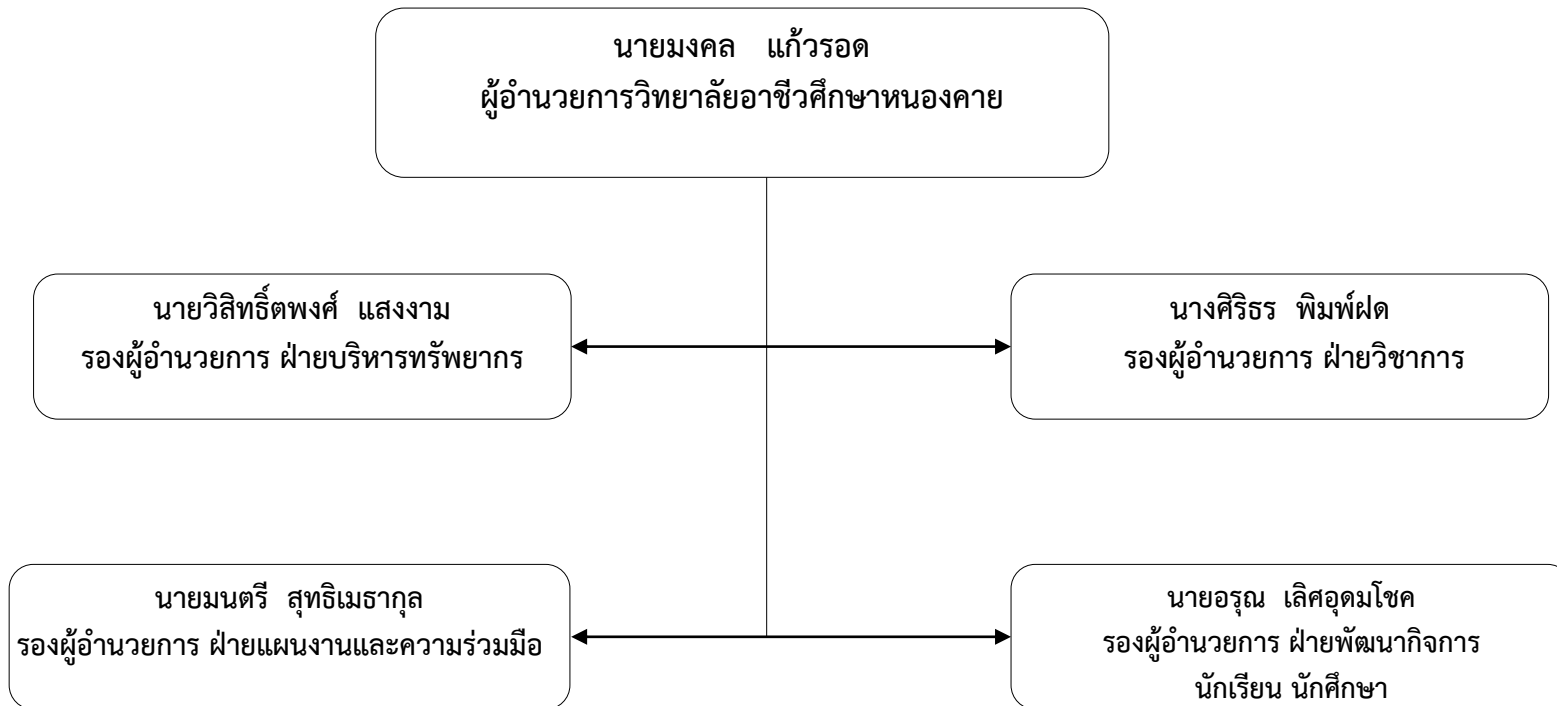 นายมงคล แก้วรอด
ผู้อำนวยการวิทยาลัยอาชีวศึกษาหนองคาย
นายวิสิทธิ์ตพงศ์ แสงงาม
รองผู้อำนวยการ ฝ่ายบริหารทรัพยากร
นางศิริธร พิมพ์ฝด
รองผู้อำนวยการ ฝ่ายวิชาการ
นายมนตรี สุทธิเมธากุล
รองผู้อำนวยการ ฝ่ายแผนงานและความร่วมมือ
นายอรุณ เลิศอุดมโชค
รองผู้อำนวยการ ฝ่ายพัฒนากิจการ
นักเรียน นักศึกษา